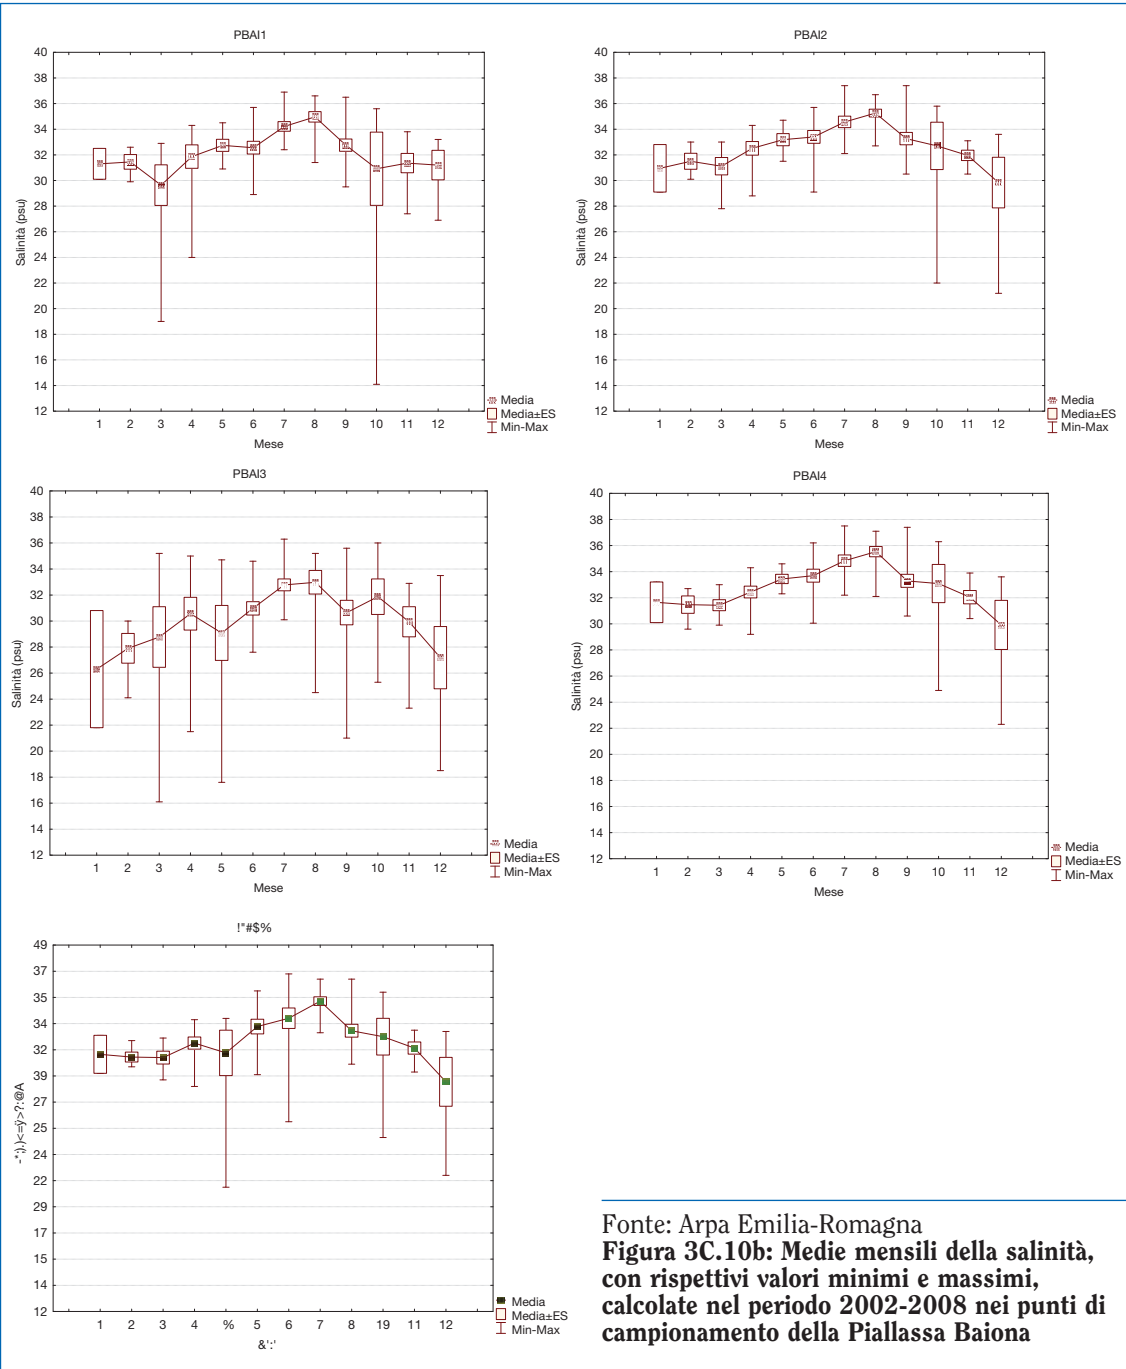 PBAI1
40
38
36
34
32
30
28
26
24
22
20
18
16
14
12
Salinità (psu)
1 2 3 4 5 6 7 8 9 10 11 12
Mese
Media
Media±ES
Min-Max
PBAI2
40
38
36
34
32
30
28
26
24
22
20
18
16
14
12
Salinità (psu)
1 2 3 4 5 6 7 8 9 10 11 12
Mese
Media
Media±ES
Min-Max
PBAI3
40
38
36
34
32
30
28
26
24
22
20
18
16
14
12
Salinità (psu)
1 2 3 4 5 6 7 8 9 10 11 12
Mese
Media
Media±ES
Min-Max
PBAI4
40
38
36
34
32
30
28
26
24
22
20
18
16
14
12
Salinità (psu)
1 2 3 4 5 6 7 8 9 10 11 12
Mese
Media
Media±ES
Min-Max
!"#$%
49
37
35
34
32
39
27
25
24
22
29
17
15
14
12
1 2 3 4 % 5 6 7 8 19 11 12
&':'
Media
Media±ES
Min-Max
Fonte: Arpa Emilia-Romagna
Figura 3C.10b: Medie mensili della salinità,
con rispettivi valori minimi e massimi,
calcolate nel periodo 2002-2008 nei punti di
campionamento della Piallassa Baiona